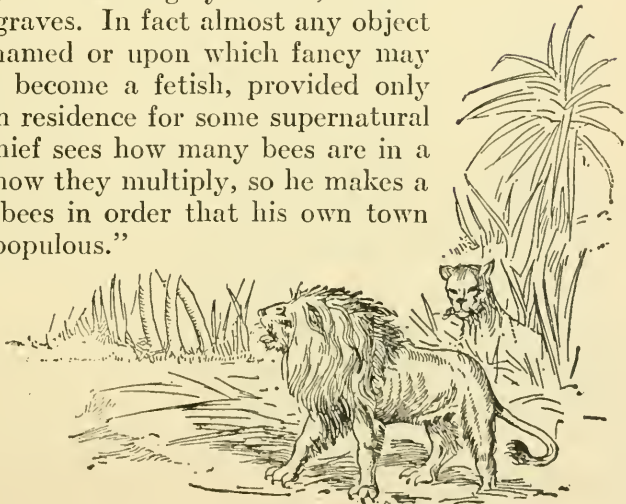 graves. In fact almost any object
named or upon which fancy may
become a fetish, provided only
residence for some supernatural
sees how many bees are in a
how they multiply, so he makes a
bees in order that his own town
populous.”